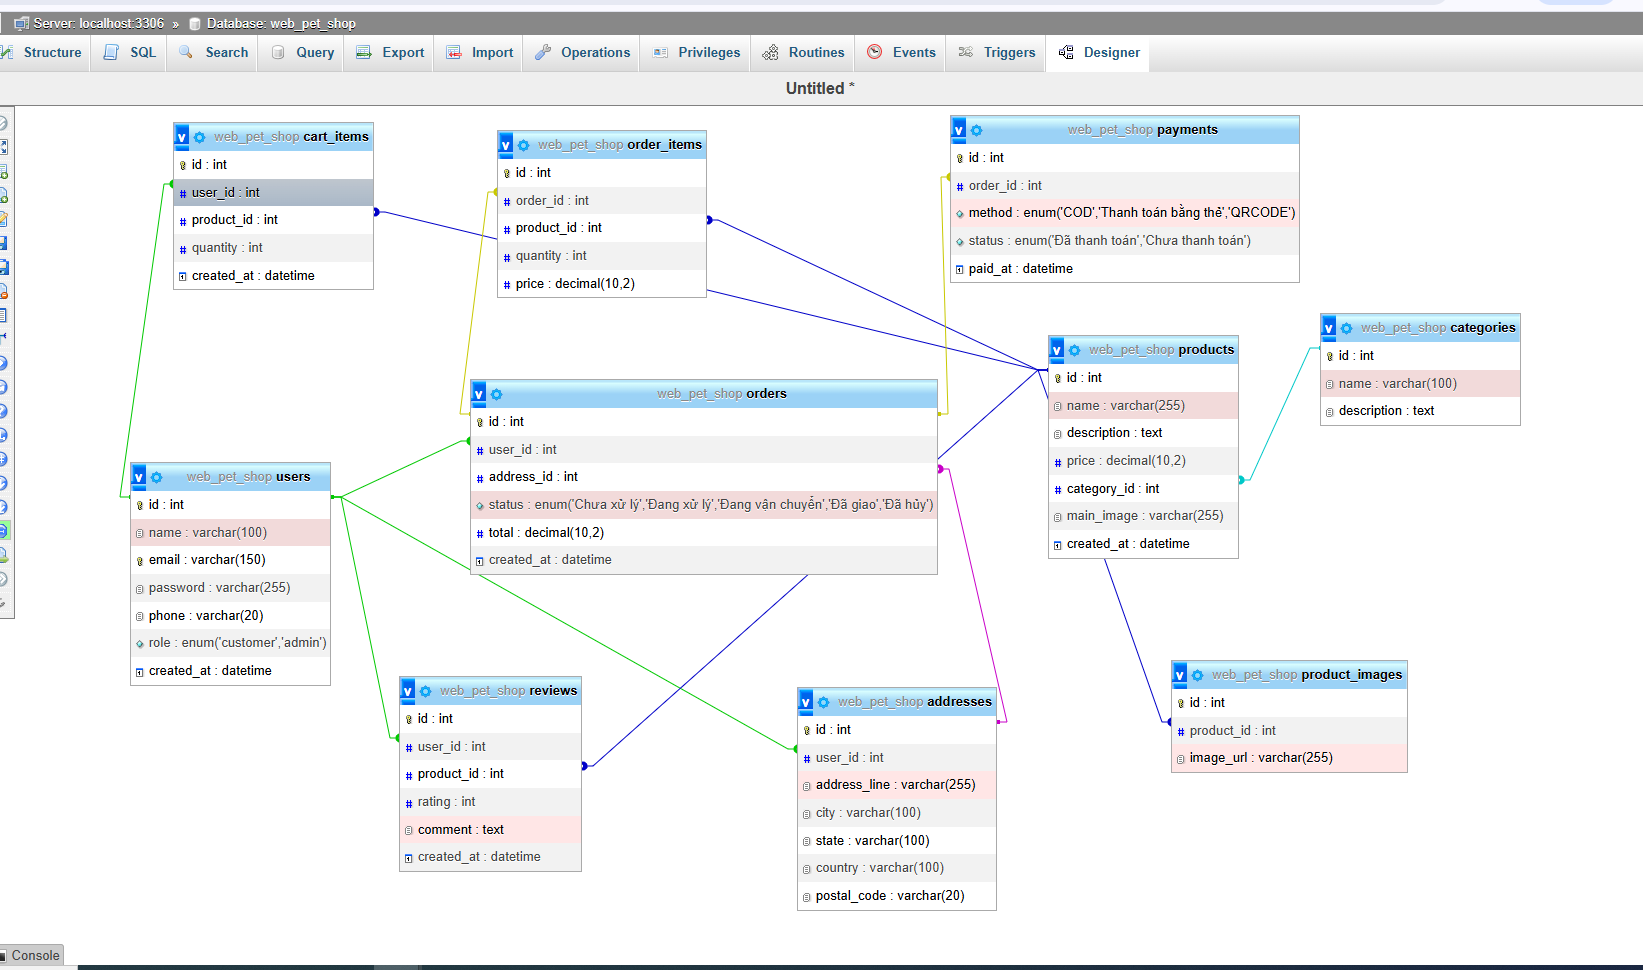 Server: localhost:3306 » Database: web_pet_shop
Structure SQL Search Query Export Import Operations Privileges Routines Events Triggers Designer
Untitled *
web_pet_shop cart_items
id : int
user_id : int
product_id : int
quantity : int
created_at : datetime
web_pet_shop order_items
id : int
order_id : int
product_id : int
quantity : int
price : decimal(10,2)
web_pet_shop payments
id : int
order_id : int
method : enum('COD','Thanh toán bằng thẻ','QRCODE')
status : enum('Đã thanh toán','Chưa thanh toán')
paid_at : datetime
web_pet_shop categories
id : int
name : varchar(100)
description : text
web_pet_shop products
id : int
name : varchar(255)
description : text
price : decimal(10,2)
category_id : int
main_image : varchar(255)
created_at : datetime
web_pet_shop orders
id : int
user_id : int
address_id : int
status : enum('Chưa xử lý','Đang xử lý','Đang vận chuyển','Đã giao','Đã hủy')
total : decimal(10,2)
created_at : datetime
web_pet_shop users
id : int
name : varchar(100)
email : varchar(150)
password : varchar(255)
phone : varchar(20)
role : enum('customer','admin')
created_at : datetime
web_pet_shop reviews
id : int
user_id : int
product_id : int
rating : int
comment : text
created_at : datetime
web_pet_shop addresses
id : int
user_id : int
address_line : varchar(255)
city : varchar(100)
state : varchar(100)
country : varchar(100)
postal_code : varchar(20)
web_pet_shop product_images
id : int
product_id : int
image_url : varchar(255)
Console